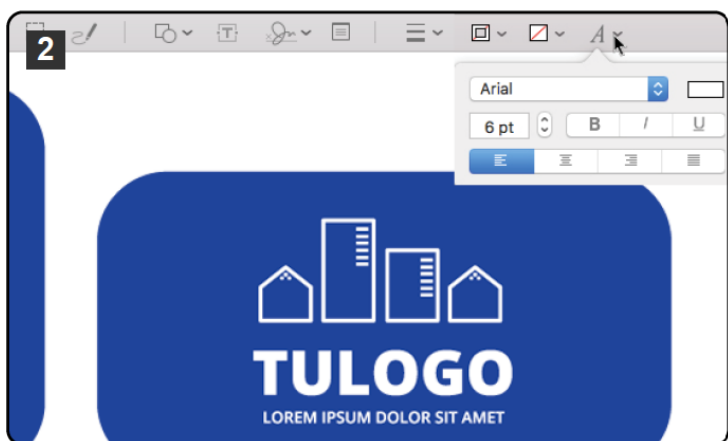 2
A
Arial
6 pt
B I U
TULOGO
LOREM IPSUM DOLOR SIT AMET